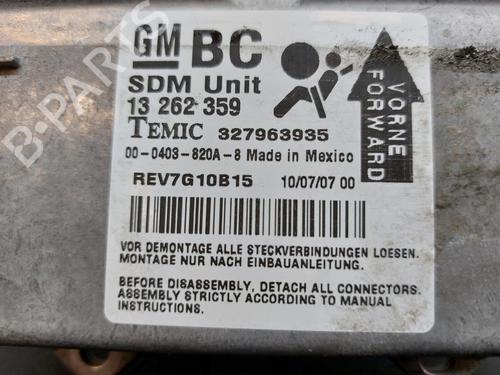 GM BC
SDM Unit
13 262 359
TEMIC 327963935
00-0403-820A-8 Made in Mexico
REV7G10B15 10/07/07 00
VORNE
FORWARD
VOR DEMONTAGE ALLE STECKVERBINDUNGEN LOESEN.
MONTAGE NUR NACH EINBAUANLEITUNG.
BEFORE DISASSEMBLY, DETACH ALL CONNECTORS.
ASSEMBLY STRICTLY ACCORDING TO MANUAL
INSTRUCTIONS.
B-PARTS